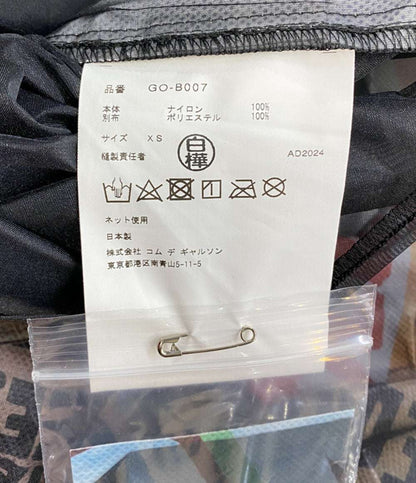 品番 GO-B007
本体 ナイロン 100%
別布 ポリエステル 100%
サイズ XS
縫製責任者 白樺 AD2024
ネット使用
日本製
株式会社 コム デ ギャルソン
東京都港区南青山5-11-5